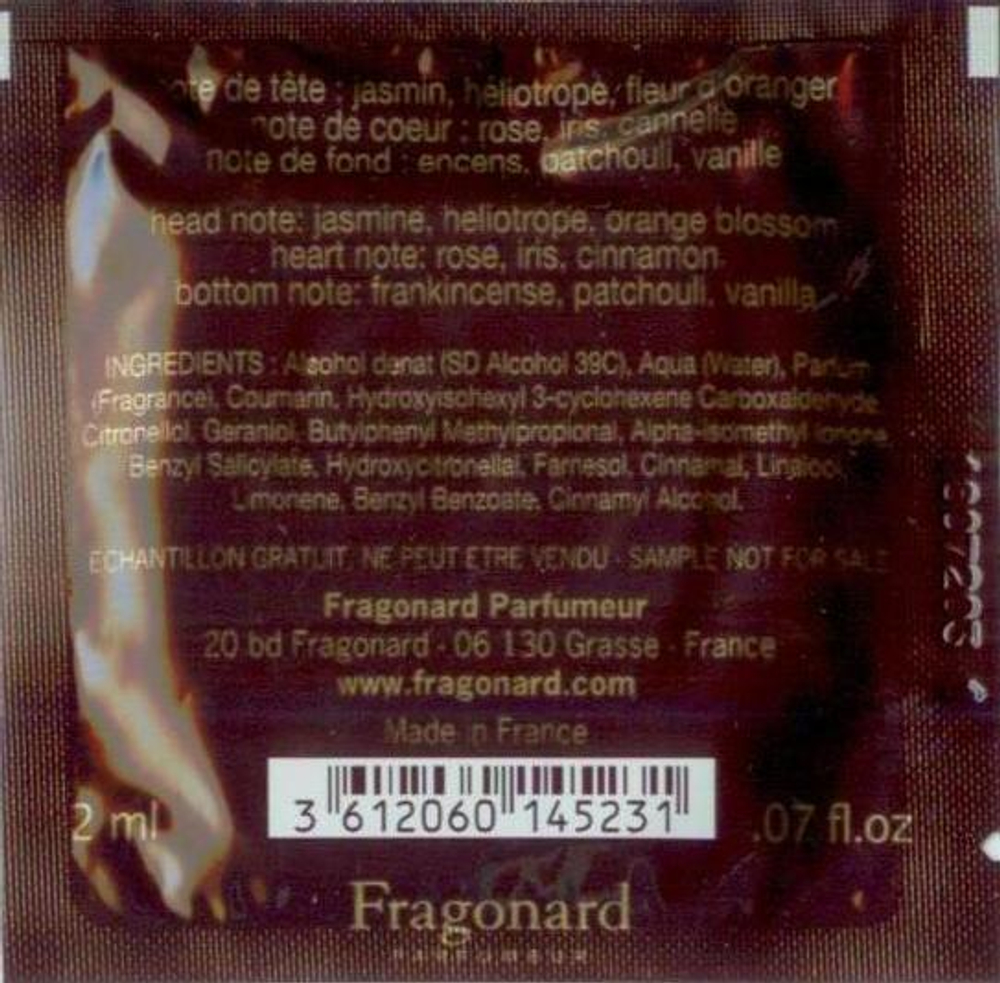 note de tête : jasmin, héliotrope, fleur d'oranger
note de coeur : rose, iris, cannelle
note de fond : encens, patchouli, vanille
head note: jasmine, heliotrope, orange blossom
heart note: rose, iris, cinnamon
bottom note: frankincense, patchouli, vanilla
INGREDIENTS : Alcohol denat (SD Alcohol 39C), Aqua (Water), Parfum
(Fragrance), Coumarin, Hydroxyischexyl 3-cyclohexene Carboxaldehyde
Citronellol, Geraniol, Butylphenyl Methylpropional, Alpha-isomethyl Ionone
Benzyl Salicylate, Hydroxycitronellal, Farnesol, Cinnamal, Linalool,
Limonene, Benzyl Benzoate, Cinnamyl Alcohol.
ECHANTILLON GRATUIT, NE PEUT ETRE VENDU - SAMPLE NOT FOR SALE
Fragonard Parfumeur
20 bd Fragonard - 06 130 Grasse - France
www.fragonard.com
Made in France
3 612060 145231
2 ml
.07 fl.oz
Fragonard
PARFUMEUR